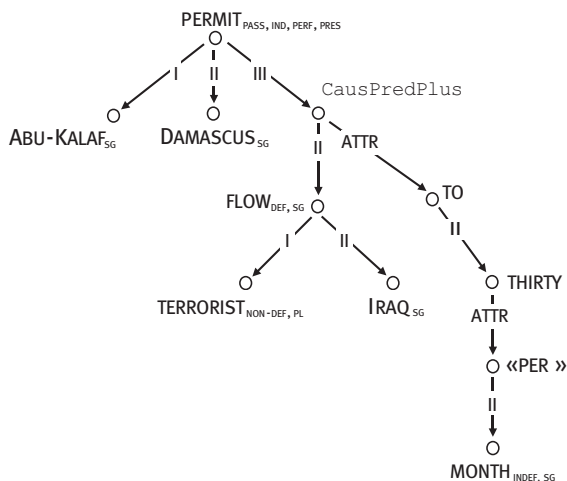 PERMIT PASS, IND, PERF, PRES
I II III
CausPredPlus
ABU-KALAF SG
DAMASCUS SG
II ATTR
FLOW DEF, SG
TO
I II
II
TERRORIST NON-DEF, PL
IRAQ SG
THIRTY
ATTR
«PER »
II
MONTH INDEF, SG